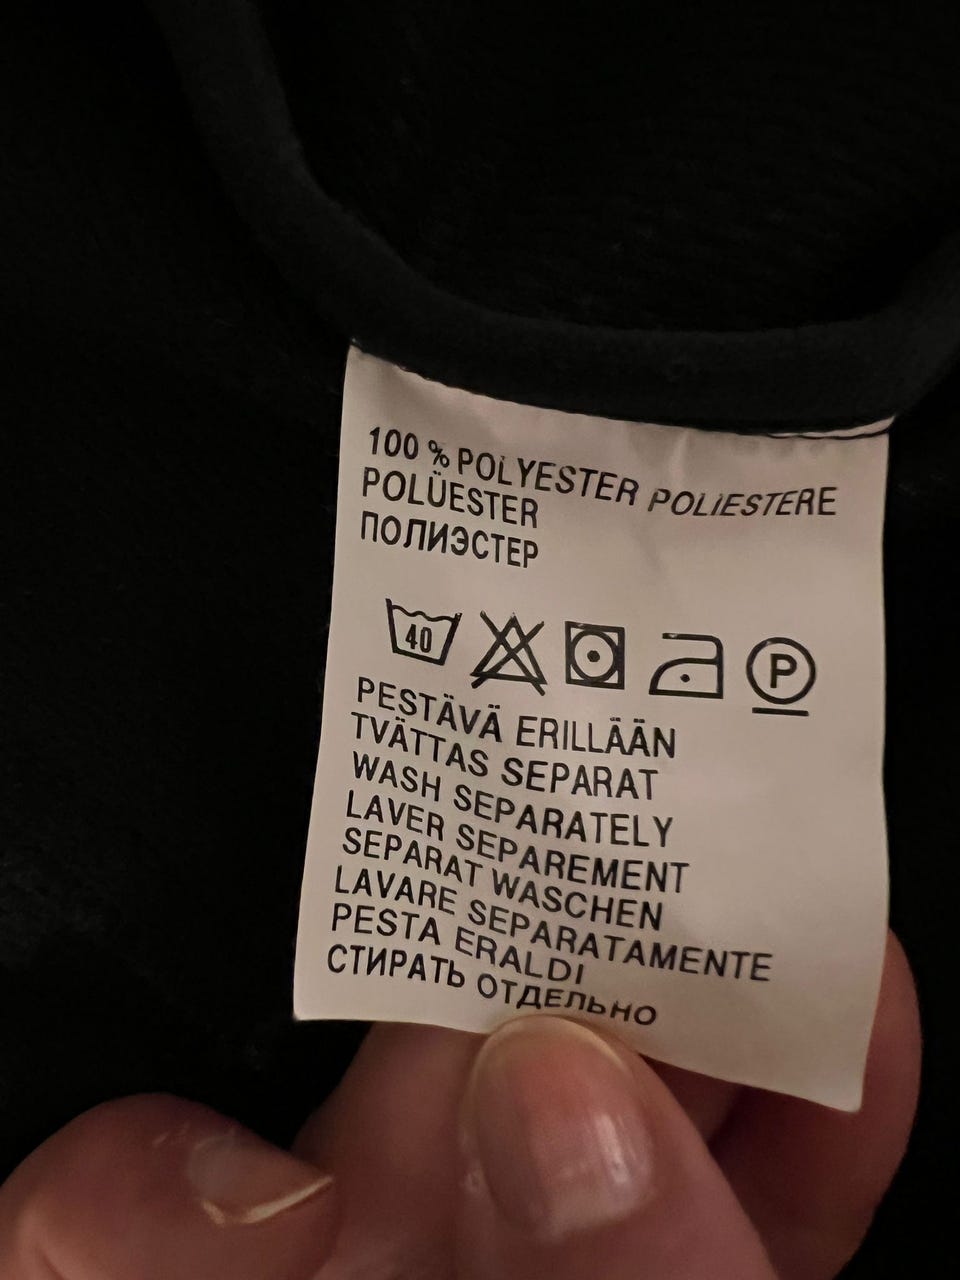 100 % POLYESTER POLIESTERE
POLÜESTER
ПОЛИЭСТЕР
40 P
PESTÄVÄ ERILLÄÄN
TVÄTTAS SEPARAT
WASH SEPARATELY
LAVER SEPAREMENT
SEPARAT WASCHEN
LAVARE SEPARATAMENTE
PESTA ERALDI
СТИРАТЬ ОТДЕЛЬНО